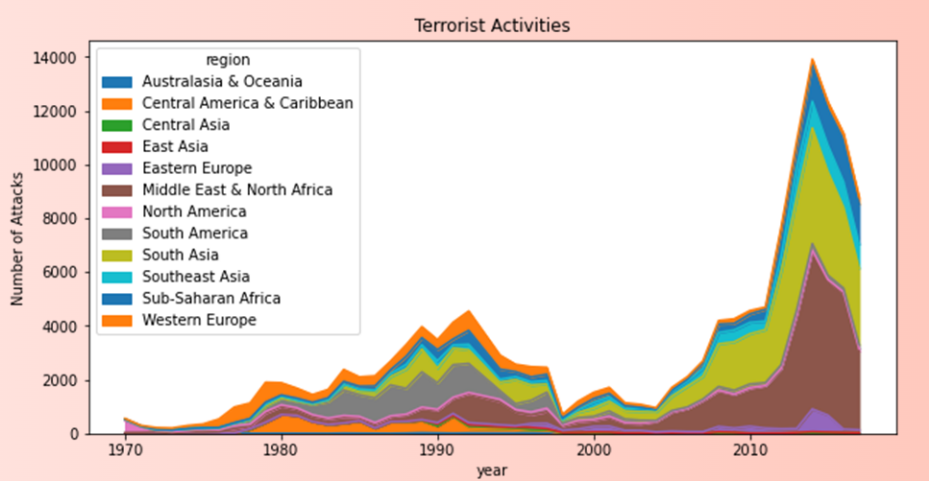 Terrorist Activities
Number of Attacks
14000
12000
10000
8000
6000
4000
2000
0
region
Australasia & Oceania
Central America & Caribbean
Central Asia
East Asia
Eastern Europe
Middle East & North Africa
North America
South America
South Asia
Southeast Asia
Sub-Saharan Africa
Western Europe
1970
1980
1990
2000
2010
year